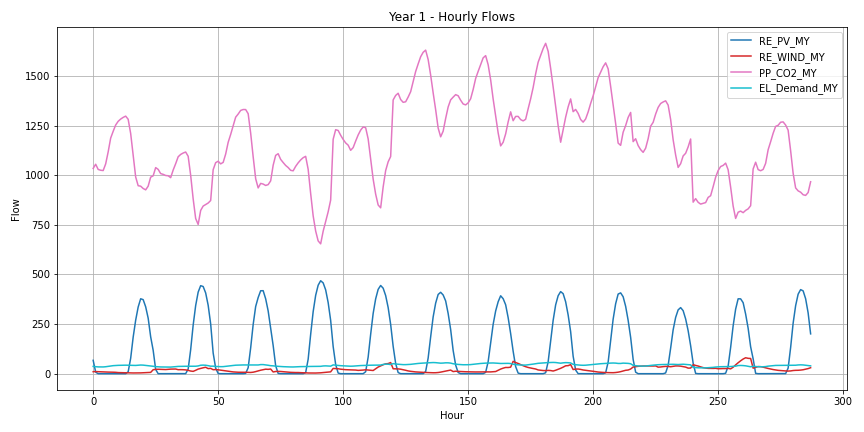 Year 1 - Hourly Flows
RE_PV_MY
RE_WIND_MY
PP_CO2_MY
EL_Demand_MY
Flow
1500
1250
1000
750
500
250
0
0
50
100
150
200
250
300
Hour